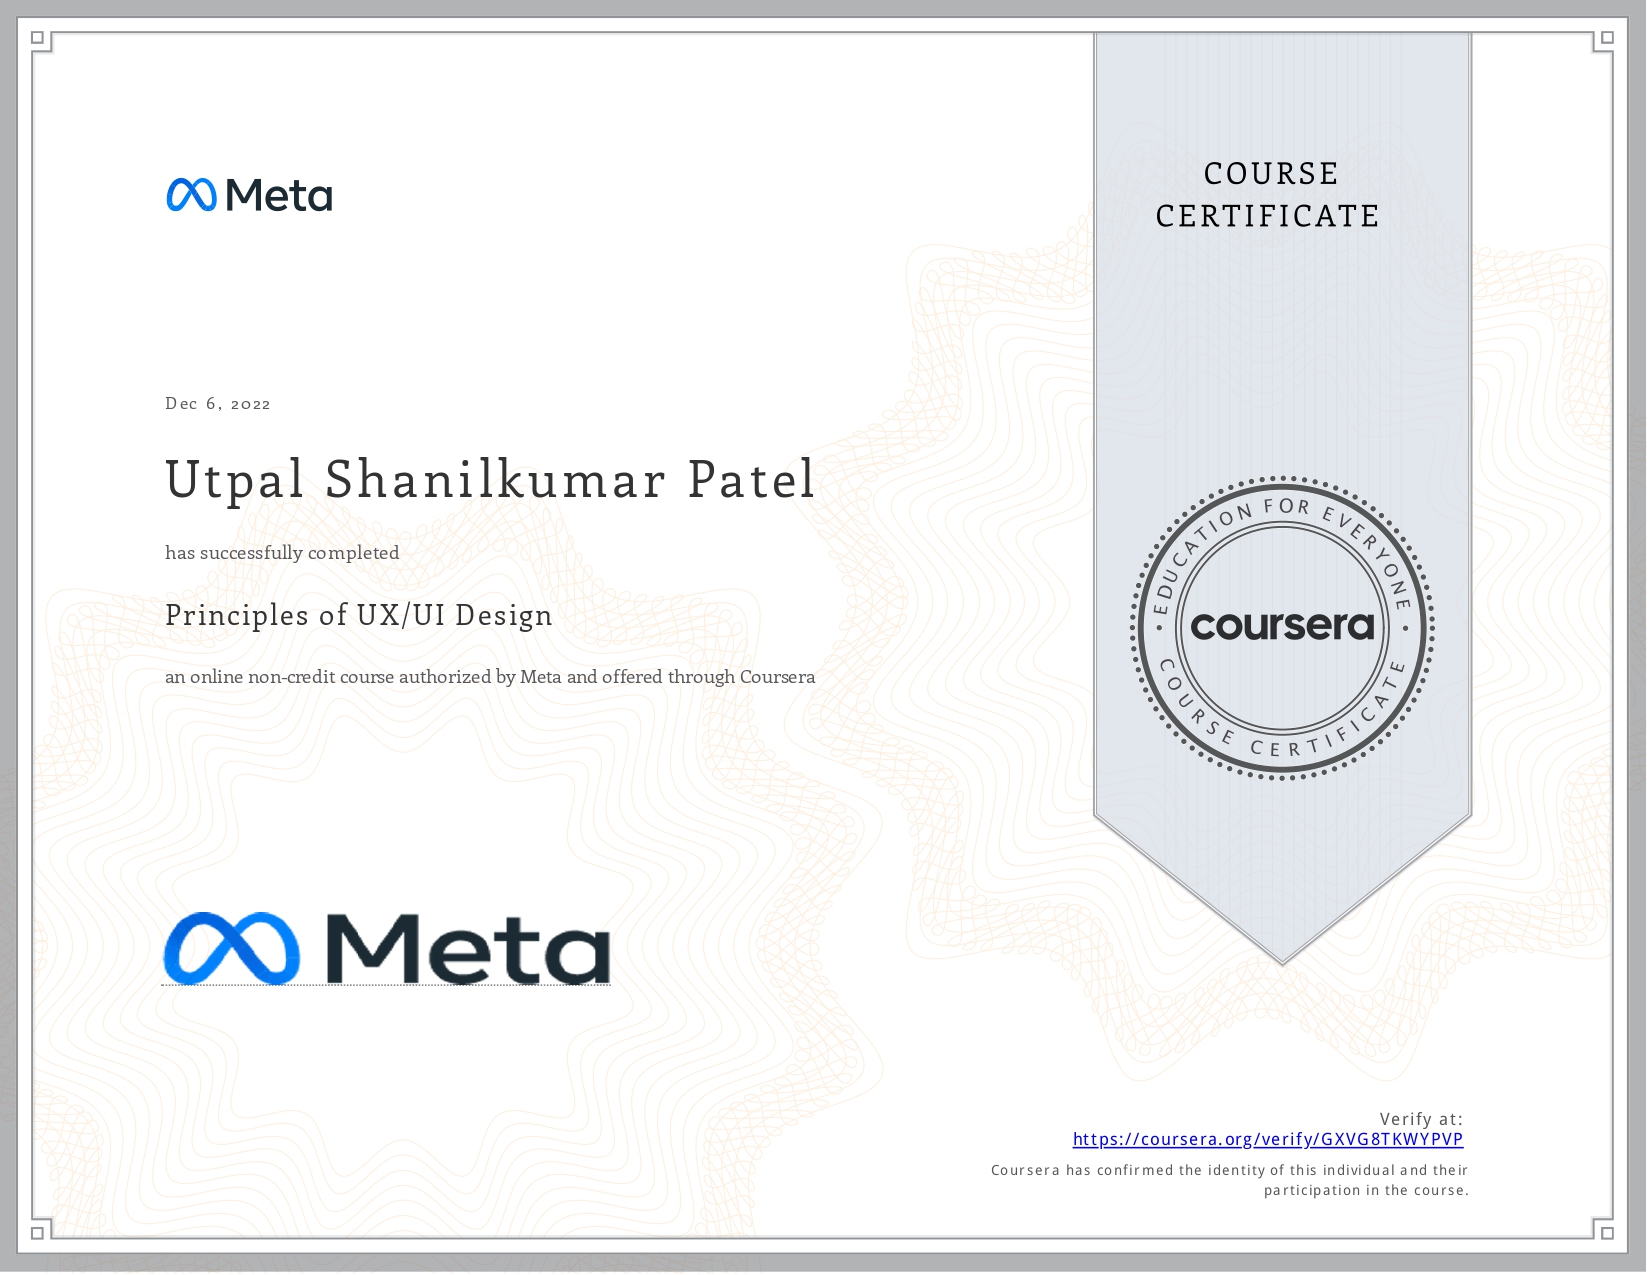 Meta
COURSE
CERTIFICATE
Dec 6, 2022
Utpal Shanilkumar Patel
has successfully completed
Principles of UX/UI Design
an online non-credit course authorized by Meta and offered through Coursera
EDUCATION FOR EVERYONE
coursera
COURSE CERTIFICATE
Meta
Verify at:
https://coursera.org/verify/GXVG8TKWYPVP
Coursera has confirmed the identity of this individual and their
participation in the course.